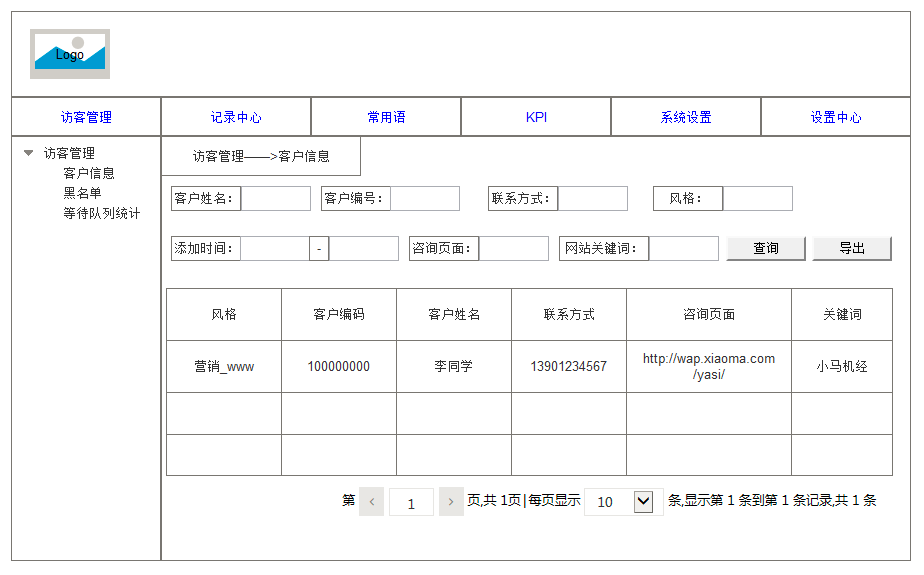 Logo
访客管理 记录中心 常用语 KPI 系统设置 设置中心
访客管理
客户信息
黑名单
等待队列统计
访客管理——>客户信息
客户姓名： 客户编号： 联系方式： 风格：
添加时间： - 咨询页面： 网站关键词： 查询 导出
风格 客户编码 客户姓名 联系方式 咨询页面 关键词
营销_www 100000000 李同学 13901234567 http://wap.xiaoma.com 小马机经
/yasi/
第 < 1 > 页,共 1页|每页显示 10 条,显示第 1 条到第 1 条记录,共 1 条